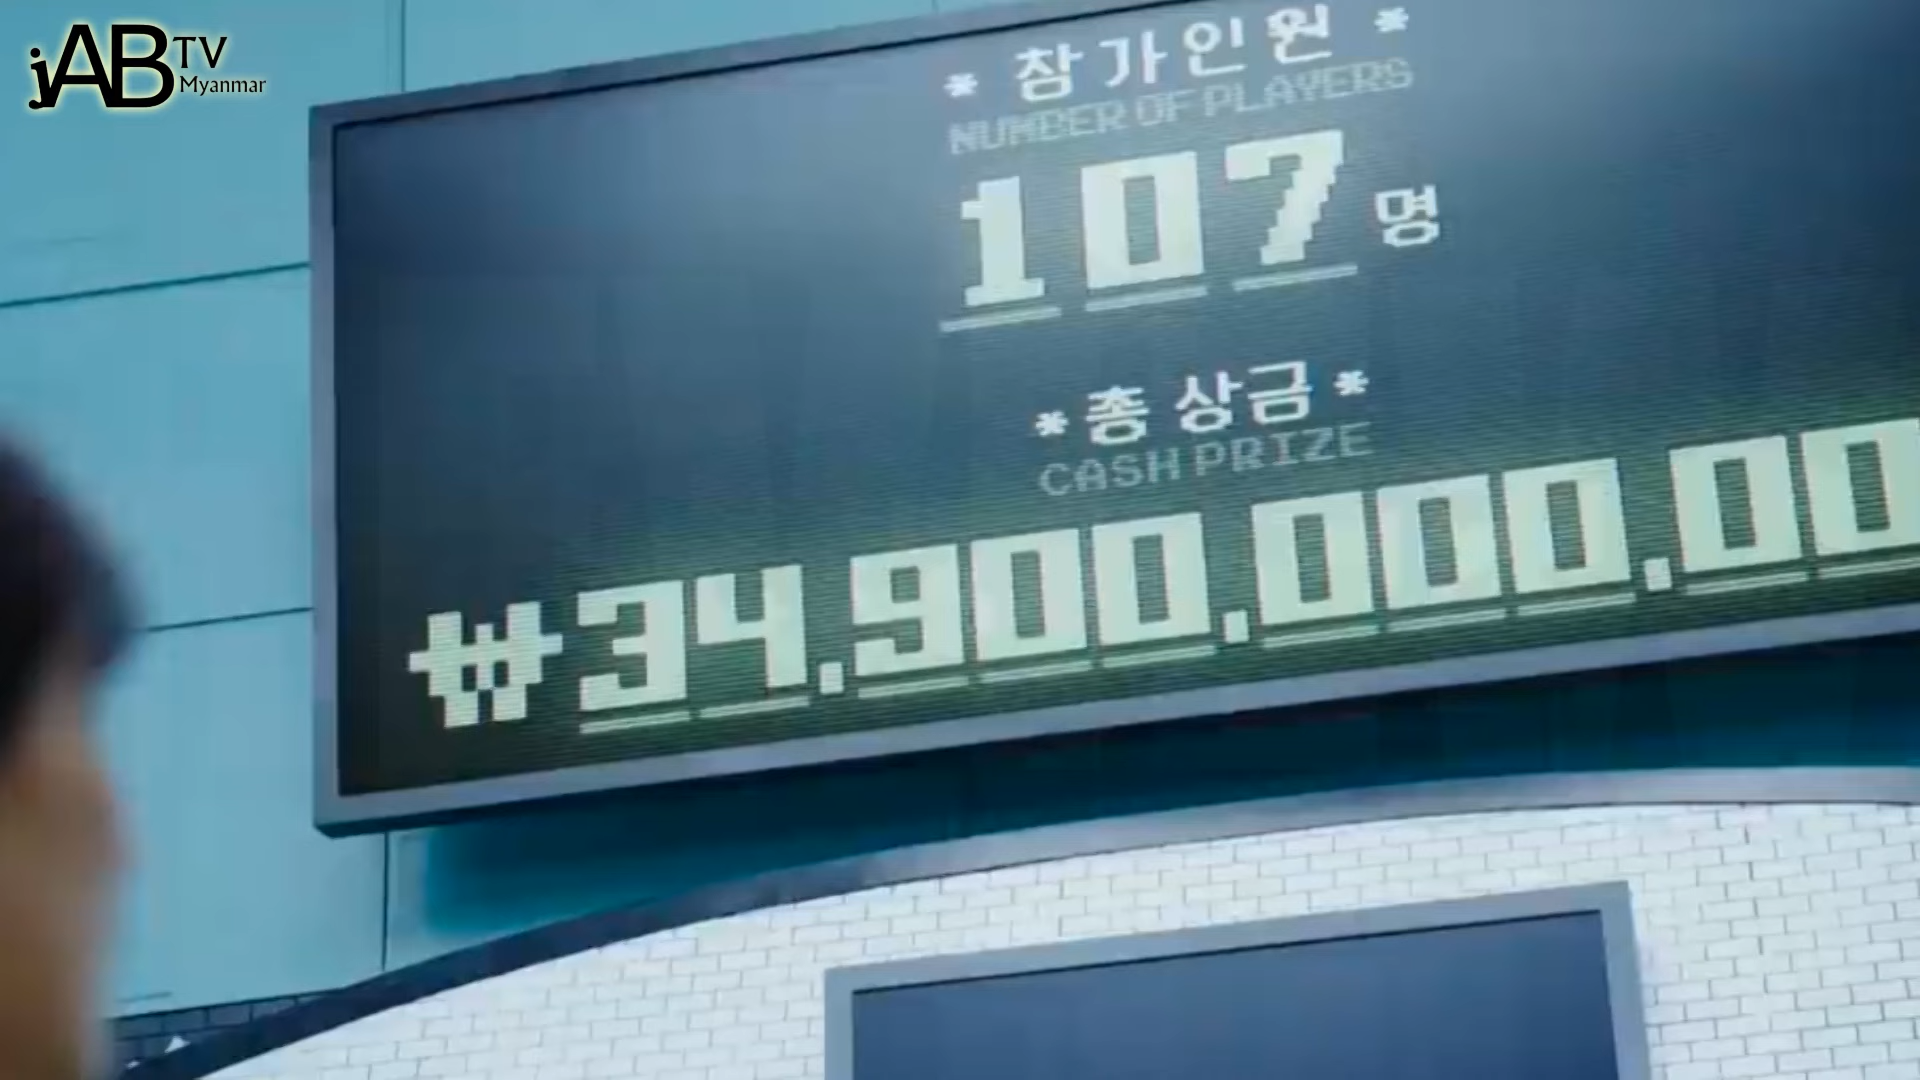 jABTV
Myanmar
* 참가인원 *
NUMBER OF PLAYERS
107 명
* 총 상금 *
CASH PRIZE
₩34,900,000,00